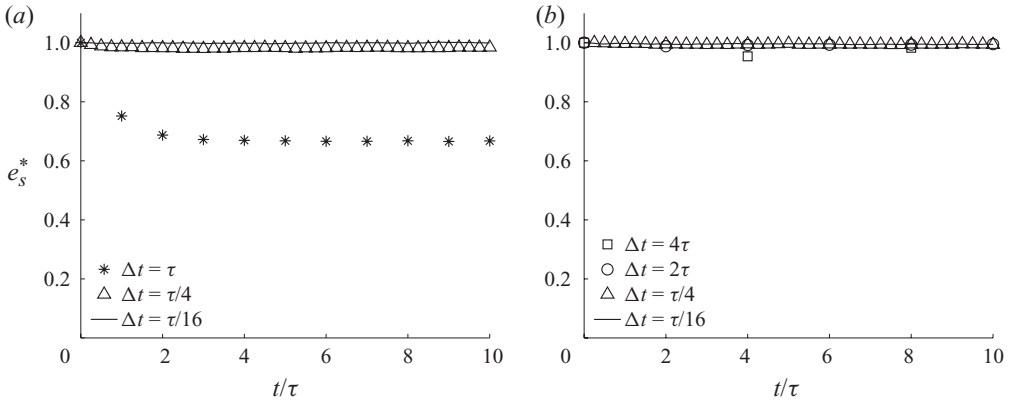 (a)
1.0
0.8
0.6
e_s^*
0.4
0.2
Δt = τ
Δt = τ/4
Δt = τ/16
0 2 4 6 8 10
t/τ
(b)
1.0
0.8
0.6
0.4
0.2
Δt = 4τ
Δt = 2τ
Δt = τ/4
Δt = τ/16
0 2 4 6 8 10
t/τ